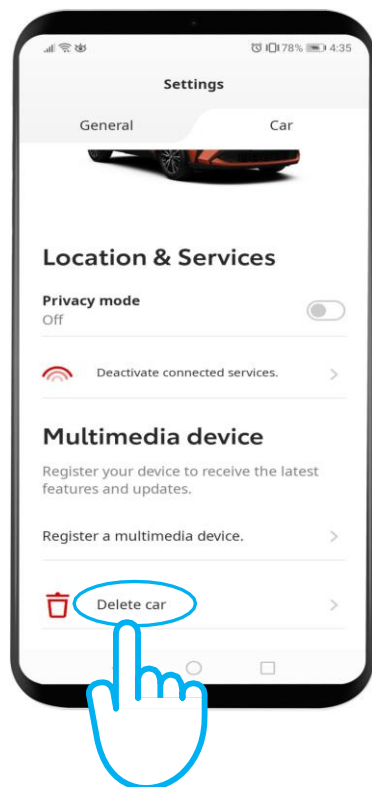 78% 4:35
Settings
General Car
Location & Services
Privacy mode
Off
Deactivate connected services.
Multimedia device
Register your device to receive the latest
features and updates.
Register a multimedia device.
Delete car